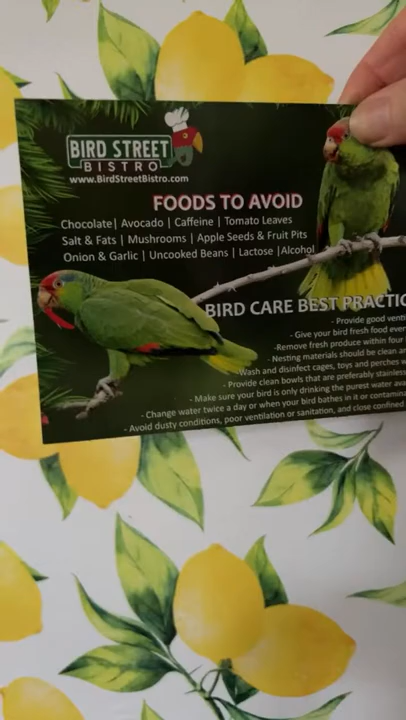 BIRD STREET
BISTRO
www.BirdStreetBistro.com
FOODS TO AVOID
Chocolate| Avocado | Caffeine | Tomato Leaves
Salt & Fats | Mushrooms | Apple Seeds & Fruit Pits
Onion & Garlic | Uncooked Beans | Lactose |Alcohol
BIRD CARE BEST PRACTIC
- Provide good venti
- Give your bird fresh food ever
-Remove fresh produce within four
- Nesting materials should be clean an
-Wash and disinfect cages, toys and perches w
- Provide clean bowls that are preferably stainless
- Make sure your bird is only drinking the purest water ava
- Change water twice a day or when your bird bathes in it or contamina
- Avoid dusty conditions, poor ventilation or sanitation, and close confined